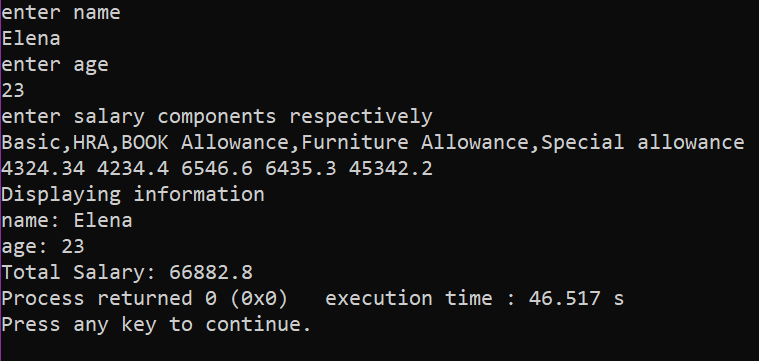 enter name
Elena
enter age
23
enter salary components respectively
Basic,HRA,BOOK Allowance,Furniture Allowance,Special allowance
4324.34 4234.4 6546.6 6435.3 45342.2
Displaying information
name: Elena
age: 23
Total Salary: 66882.8
Process returned 0 (0x0)   execution time : 46.517 s
Press any key to continue.